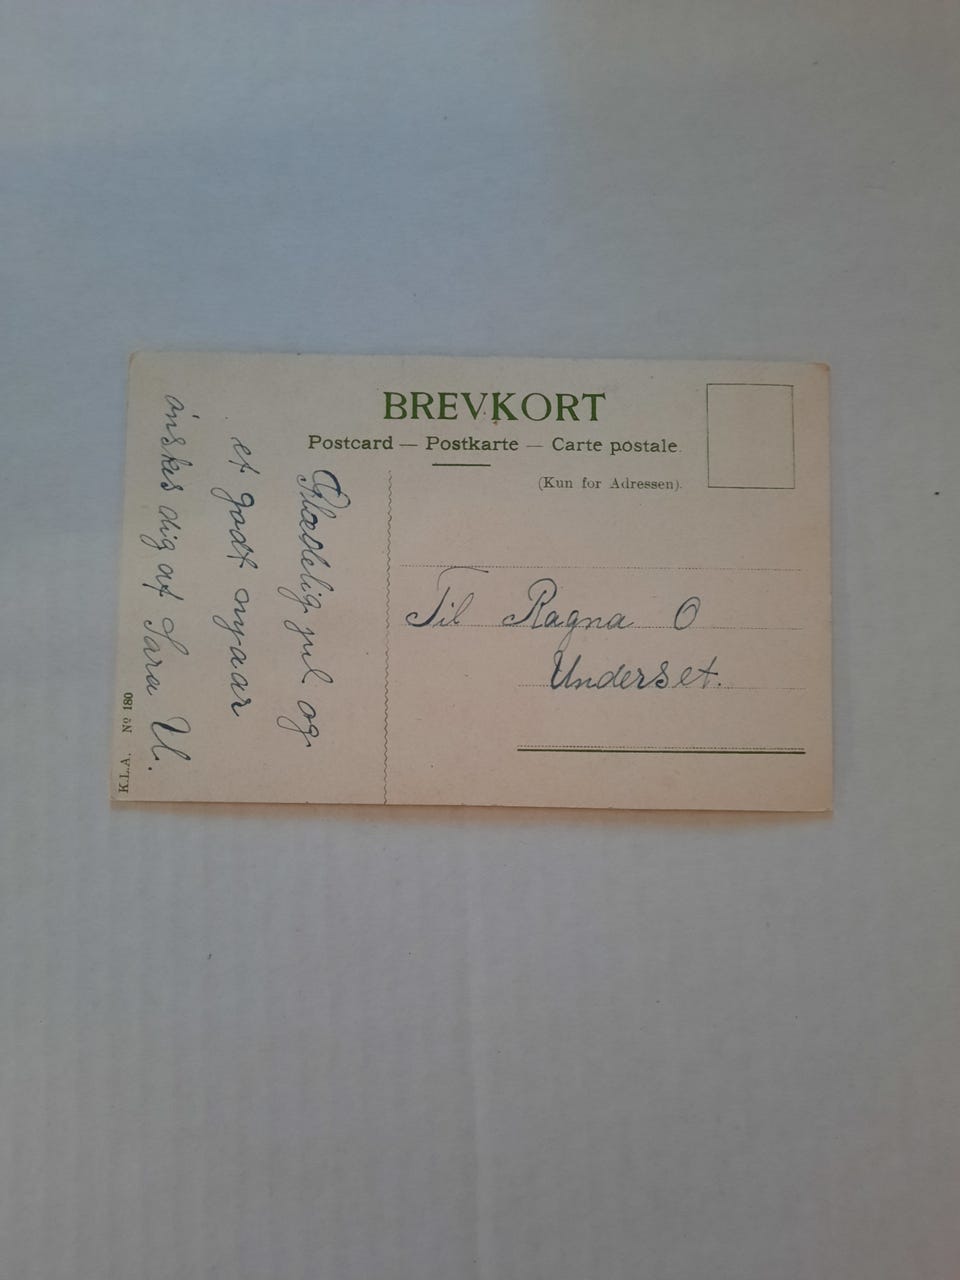 BREVKORT
Postcard — Postkarte — Carte postale.
(Kun for Adressen).
Glædelig jul og
et godt nyaar
ónskes dig af Sara U.
Til Ragna O
Underset.
K.L.A. No 180